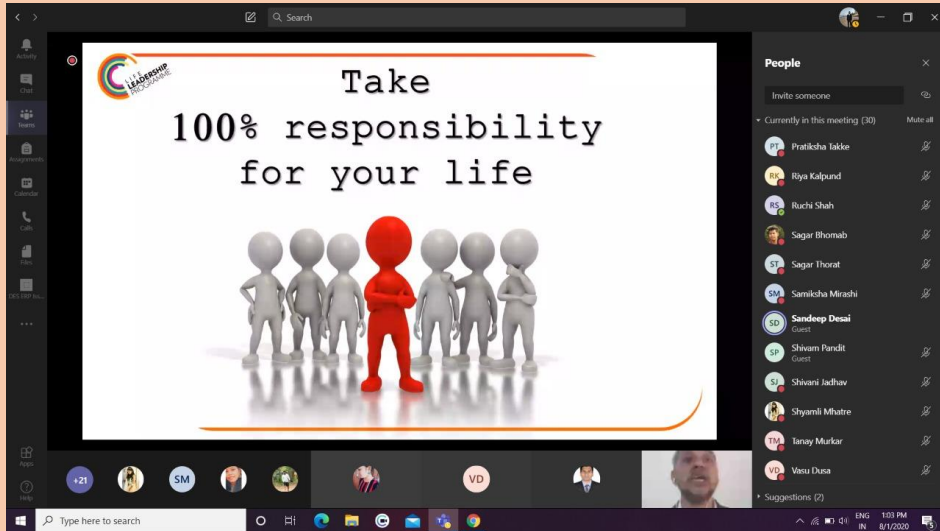 Search
Activity
Chat
Teams
Assignments
Calendar
Calls
Files
DES ERP Ins...
Apps
Help
LIFE
LEADERSHIP
PROGRAMME
Take
100% responsibility
for your life
+21
SM
VD
People
Invite someone
Currently in this meeting (30) Mute all
PT Pratiksha Takke
RK Riya Kalpund
RS Ruchi Shah
Sagar Bhomab
ST Sagar Thorat
SM Samiksha Mirashi
SD Sandeep Desai
Guest
SP Shivam Pandit
Guest
SJ Shivani Jadhav
Shyamli Mhatre
TM Tanay Murkar
VD Vasu Dusa
Suggestions (2)
Type here to search
ENG 1:03 PM
IN 8/1/2020